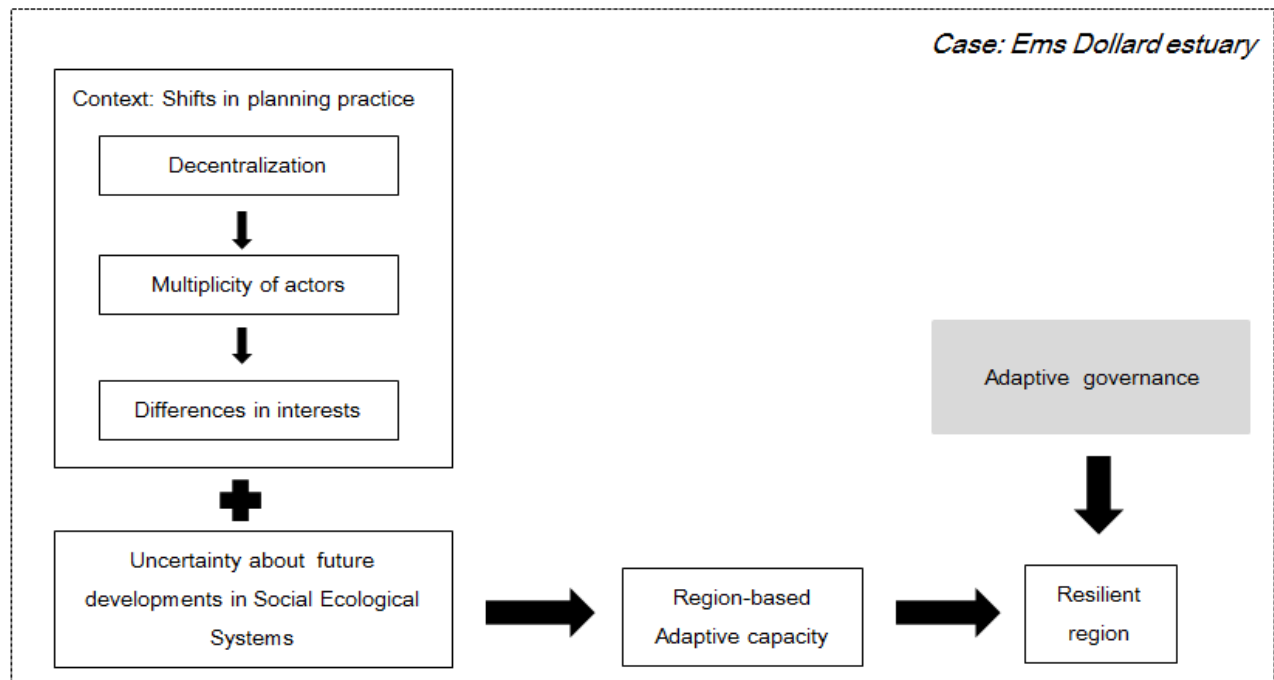 Case: Ems Dollard estuary
Context: Shifts in planning practice
Decentralization
Multiplicity of actors
Differences in interests
Adaptive governance
Uncertainty about future
developments in Social Ecological
Systems
Region-based
Adaptive capacity
Resilient
region